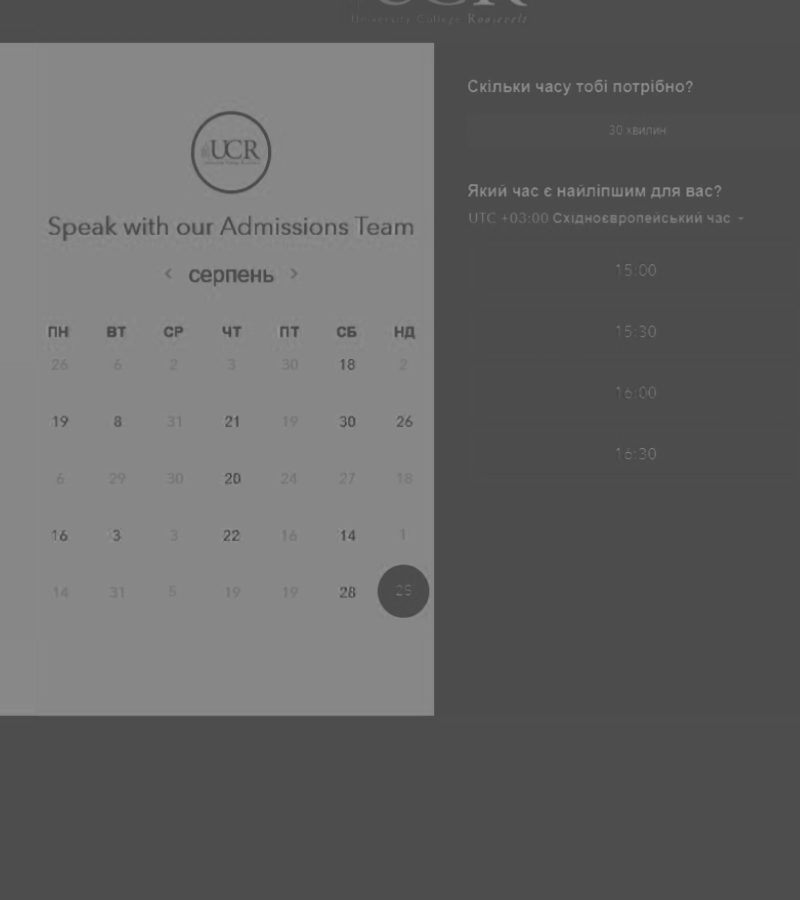 UCR
University College Roosevelt
UCR
Speak with our Admissions Team
< серпень >
ПН ВТ СР ЧТ ПТ СБ НД
26 6 2 3 30 18 2
19 8 31 21 19 30 26
6 29 30 20 24 27 18
16 3 3 22 16 14 1
14 31 5 19 19 28 25
Скільки часу тобі потрібно?
30 хвилин
Який час є найліпшим для вас?
UTC +03:00 Східноєвропейський час
15:00
15:30
16:00
16:30